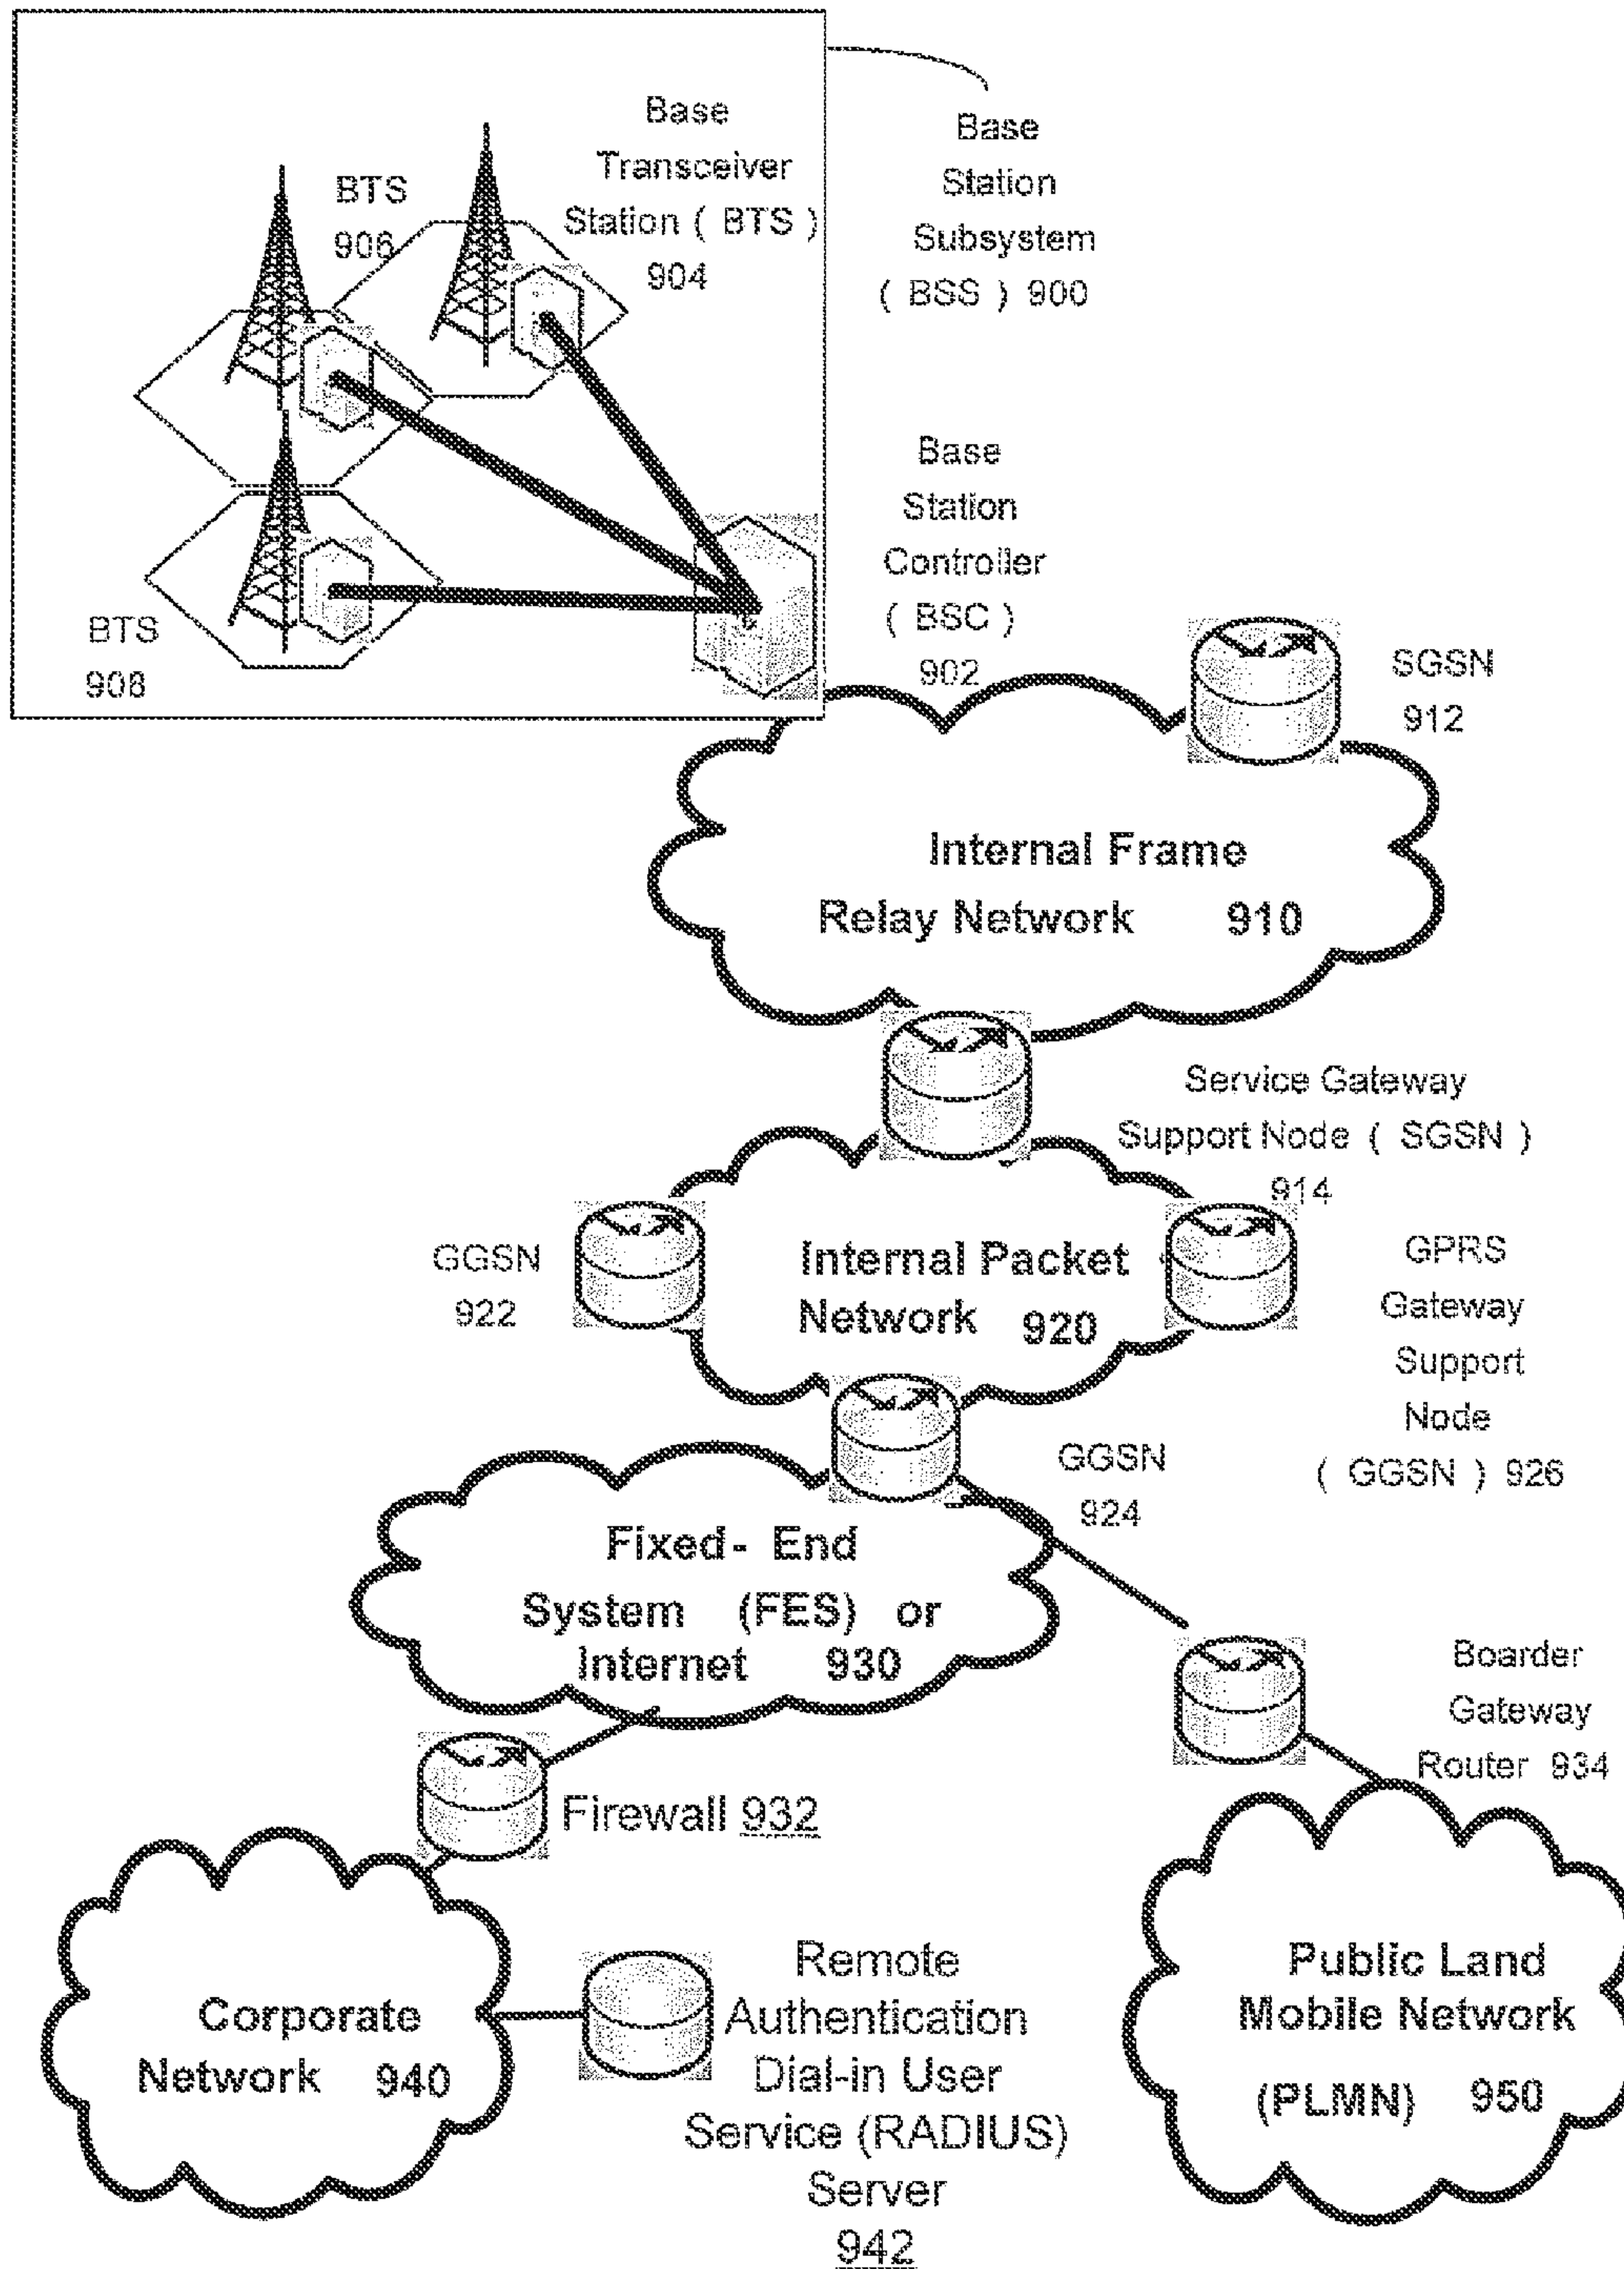 Base
Transceiver
Station ( BTS )
904
BTS
906
BTS
908
Base
Station
Subsystem
( BSS ) 900
Base
Station
Controller
( BSC )
902
SGSN
912
Internal Frame
Relay Network 910
Service Gateway
Support Node ( SGSN )
914
GGSN
922
Internal Packet
Network 920
GPRS
Gateway
Support
Node
( GGSN ) 926
GGSN
924
Fixed- End
System (FES) or
Internet 930
Boarder
Gateway
Router 934
Firewall 932
Corporate
Network 940
Remote
Authentication
Dial-in User
Service (RADIUS)
Server
942
Public Land
Mobile Network
(PLMN) 950